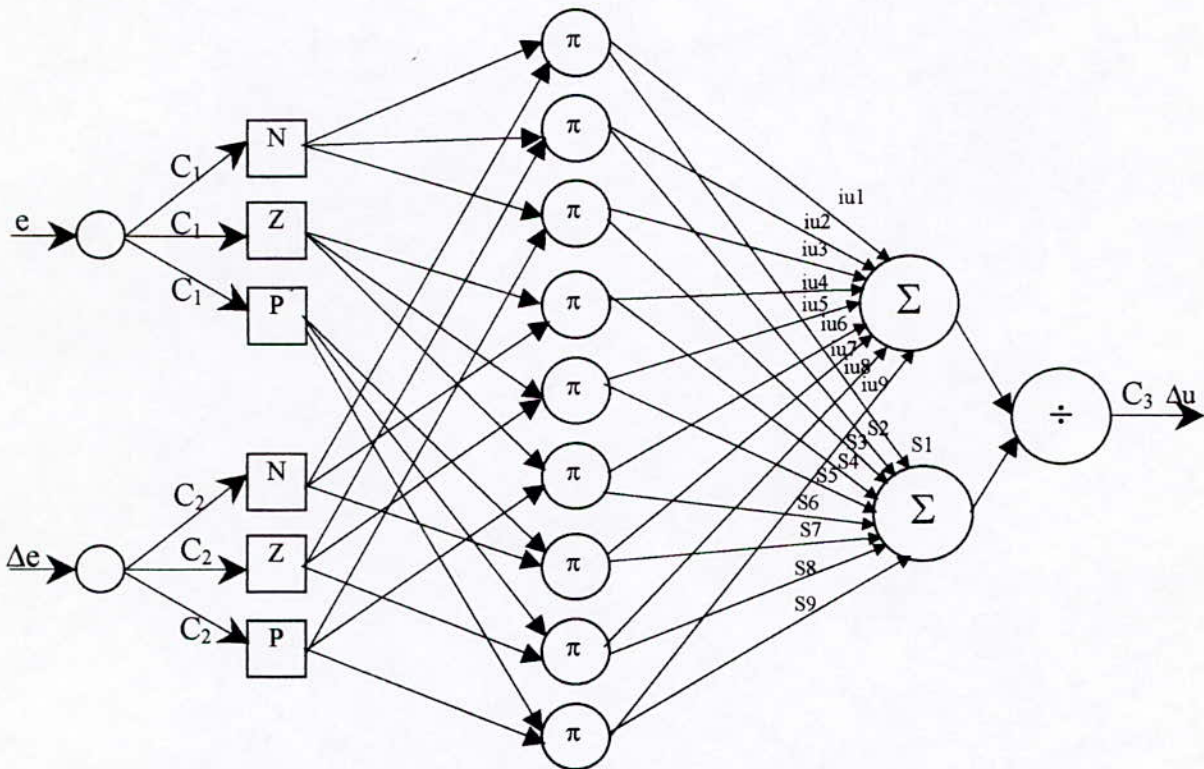 π
π
N
C₁
iu1
π
iu2
e
C₁
Z
iu3
C₁
iu4
P
π
iu5
Σ
iu6
iu7
iu8
iu9
π
C₃ Δu
÷
S2
S1
S3
S4
N
π
S5
C₂
S6
Σ
S7
Δe
C₂
Z
π
S8
C₂
S9
P
π
π